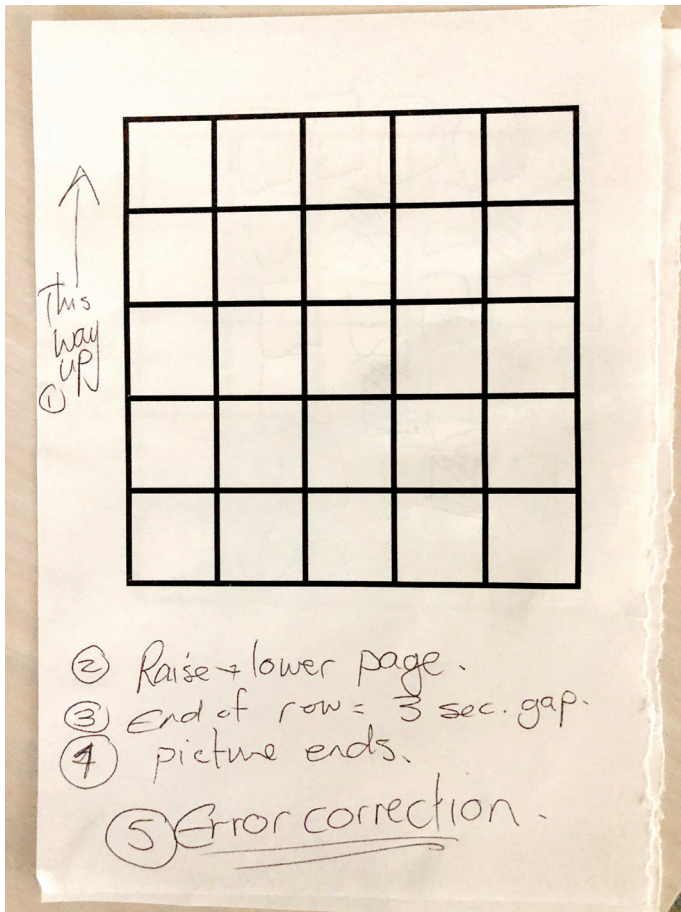 This
way
up
①
② Raise + lower page.
③ End of row = 3 sec. gap.
④ picture ends.
⑤ Error correction.